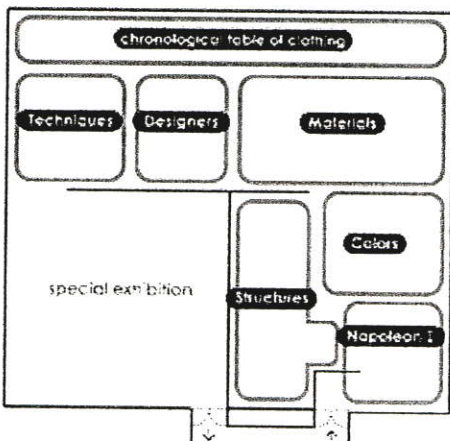 chronological table of clothing
Techniques
Designers
Materials
Colors
special exhibition
Structures
Napoleon I